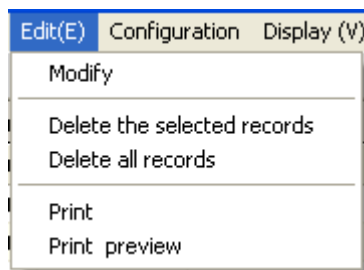 Edit(E) Configuration Display (V)
Modify
Delete the selected records
Delete all records
Print
Print preview